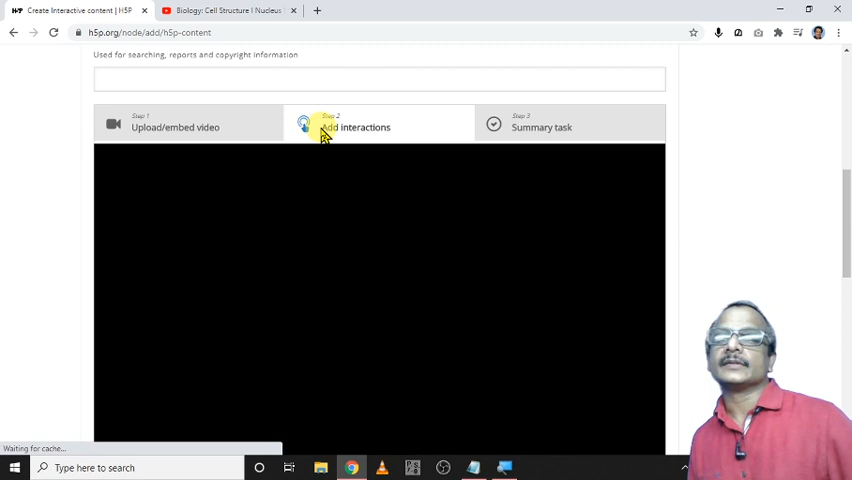 H-P Create Interactive content | H5P
Biology: Cell Structure I Nucleus
h5p.org/node/add/h5p-content
Used for searching, reports and copyright information
Step 1
Upload/embed video
Step 2
Add interactions
Step 3
Summary task
Waiting for cache...
Type here to search